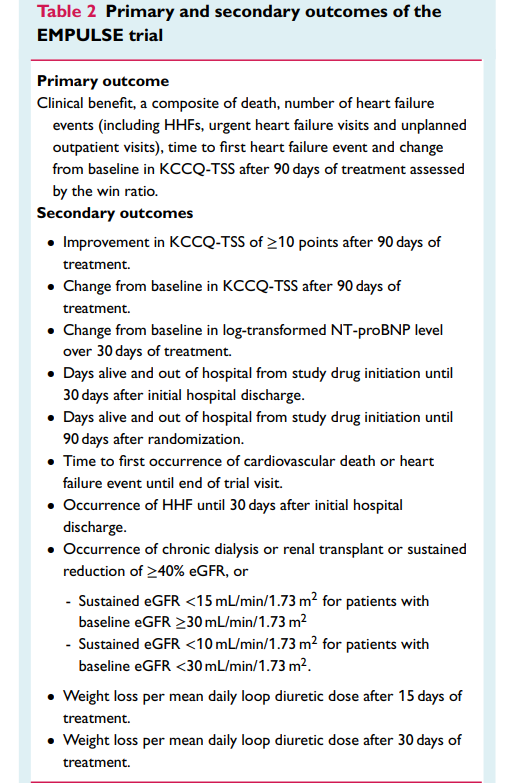 Table 2 Primary and secondary outcomes of the
EMPULSE trial
Primary outcome
Clinical benefit, a composite of death, number of heart failure
events (including HHFs, urgent heart failure visits and unplanned
outpatient visits), time to first heart failure event and change
from baseline in KCCQ-TSS after 90 days of treatment assessed
by the win ratio.
Secondary outcomes
• Improvement in KCCQ-TSS of ≥10 points after 90 days of
treatment.
• Change from baseline in KCCQ-TSS after 90 days of
treatment.
• Change from baseline in log-transformed NT-proBNP level
over 30 days of treatment.
• Days alive and out of hospital from study drug initiation until
30 days after initial hospital discharge.
• Days alive and out of hospital from study drug initiation until
90 days after randomization.
• Time to first occurrence of cardiovascular death or heart
failure event until end of trial visit.
• Occurrence of HHF until 30 days after initial hospital
discharge.
• Occurrence of chronic dialysis or renal transplant or sustained
reduction of ≥40% eGFR, or
- Sustained eGFR <15 mL/min/1.73 m² for patients with
baseline eGFR ≥30 mL/min/1.73 m²
- Sustained eGFR <10 mL/min/1.73 m² for patients with
baseline eGFR <30 mL/min/1.73 m².
• Weight loss per mean daily loop diuretic dose after 15 days of
treatment.
• Weight loss per mean daily loop diuretic dose after 30 days of
treatment.